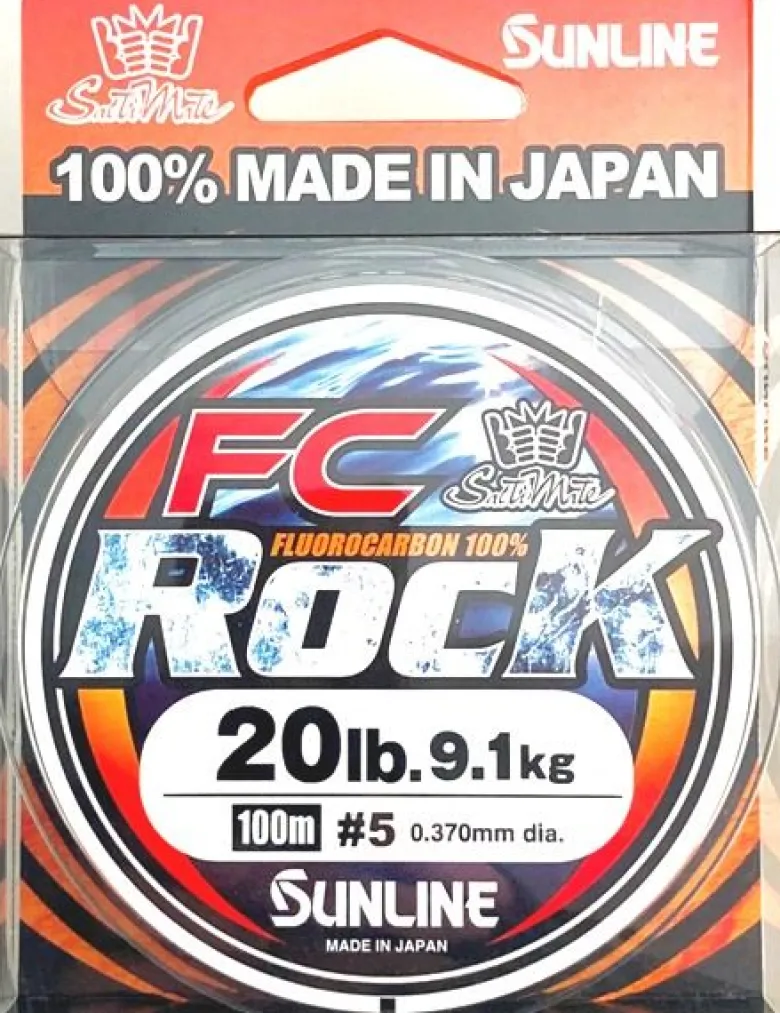 SUNLINE
SaltiMate
100% MADE IN JAPAN
FC
SaltiMate
FLUOROCARBON 100%
ROCK
20lb. 9.1kg
100m #5 0.370mm dia.
SUNLINE
MADE IN JAPAN